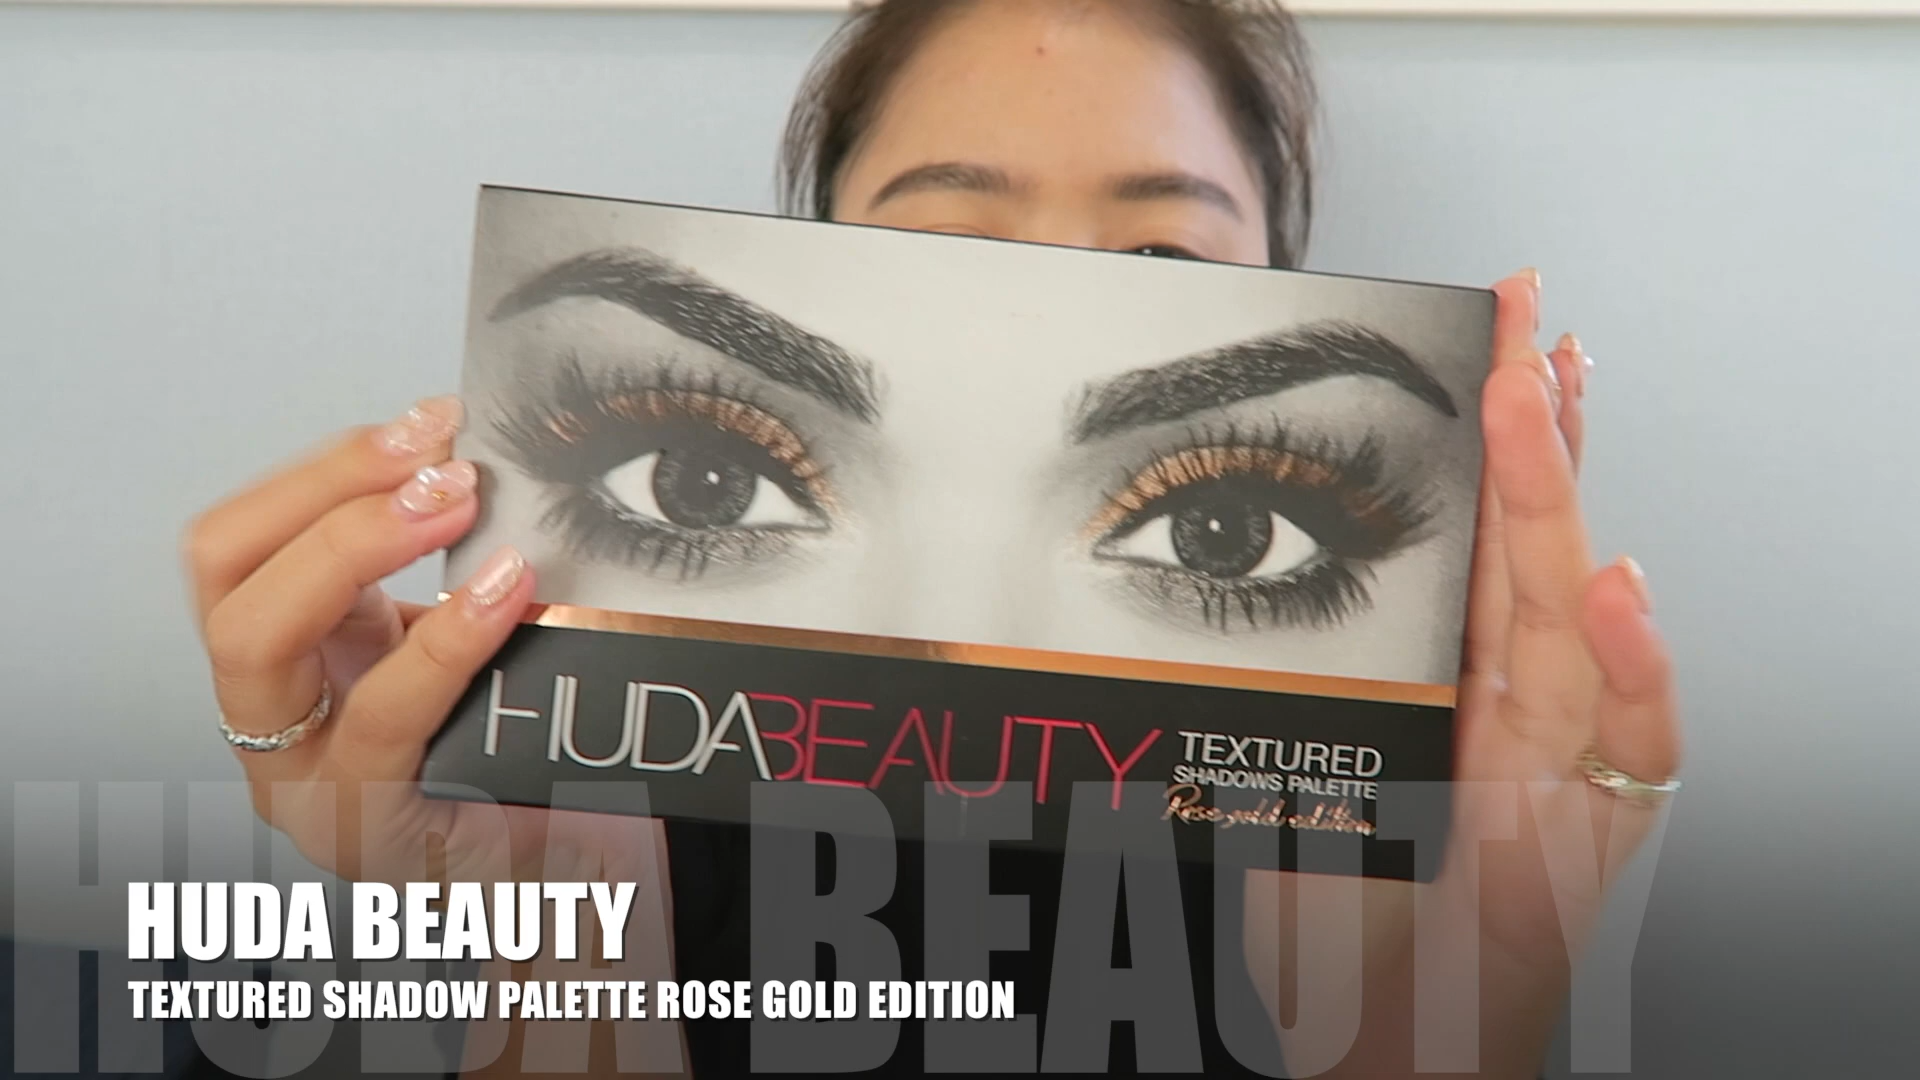 HUDABEAUTY
TEXTURED
SHADOWS PALETTE
Rose gold edition
HUDA BEAUTY
HUDA BEAUTY
TEXTURED SHADOW PALETTE ROSE GOLD EDITION